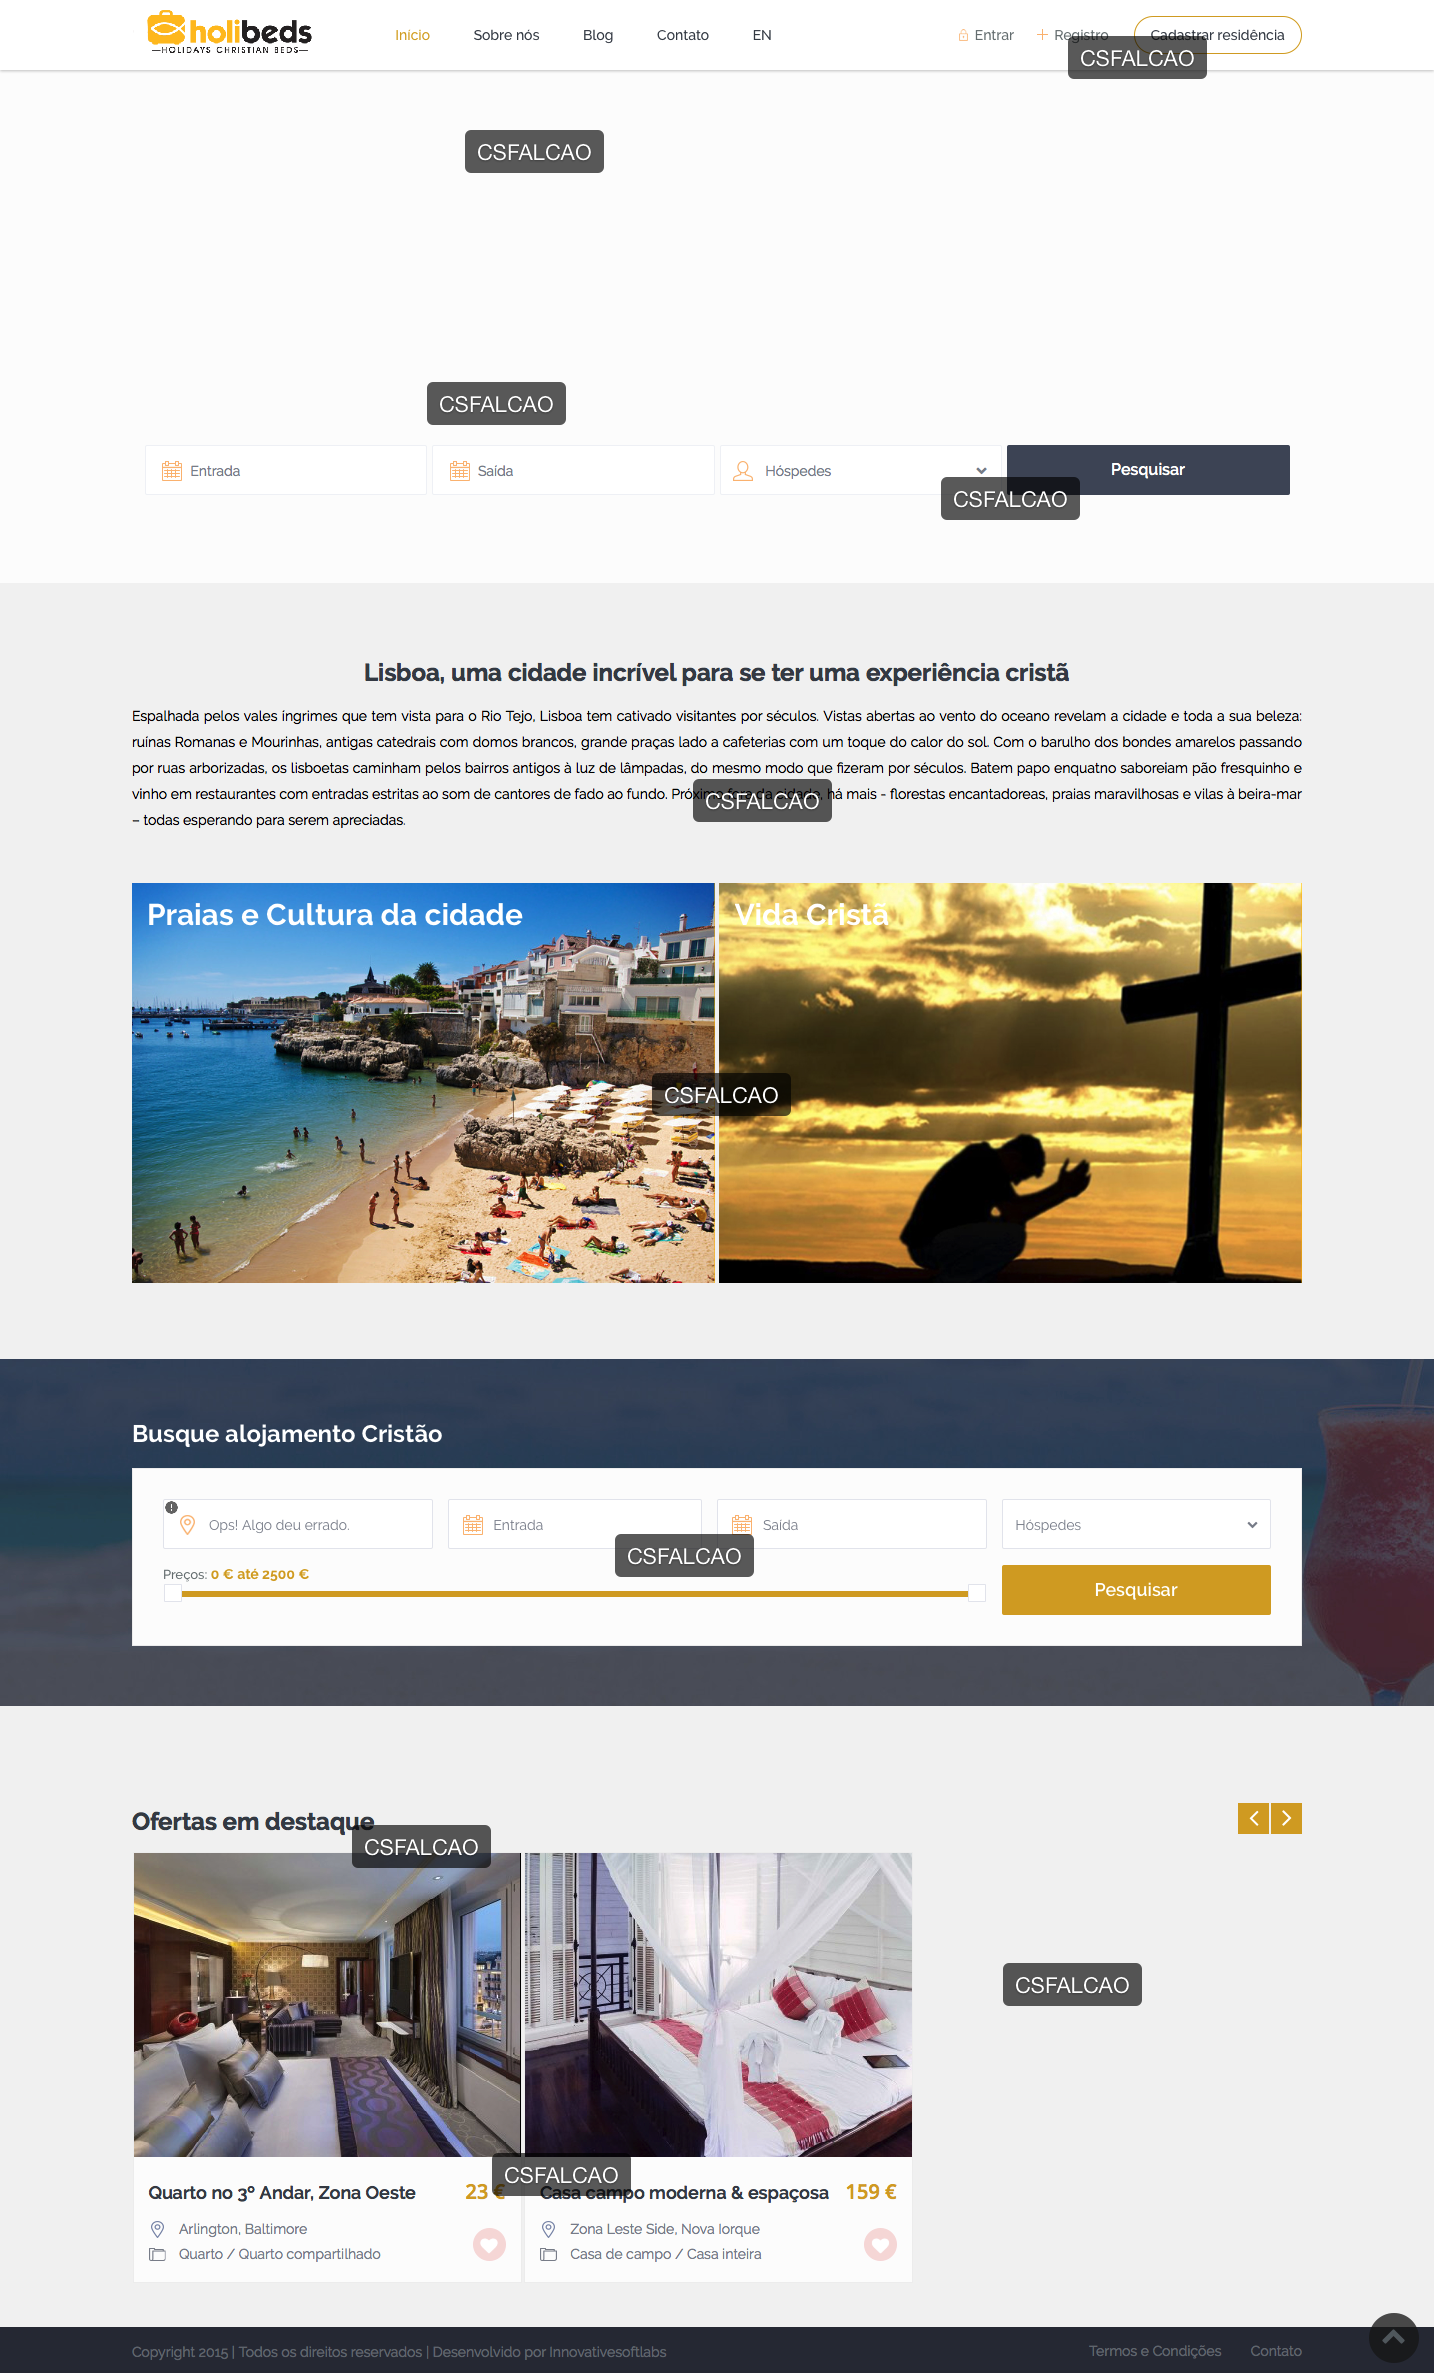 holibeds
HOLIDAYS CHRISTIAN BEDS
Início Sobre nós Blog Contato EN Entrar Registro Cadastrar residência
CSFALCAO
CSFALCAO
CSFALCAO
Entrada Saída Hóspedes Pesquisar
CSFALCAO
Lisboa, uma cidade incrível para se ter uma experiência cristã
Espalhada pelos vales íngrimes que tem vista para o Rio Tejo, Lisboa tem cativado visitantes por séculos. Vistas abertas ao vento do oceano revelam a cidade e toda a sua beleza:
ruínas Romanas e Mourinhas, antigas catedrais com domos brancos, grande praças lado a cafeterias com um toque do calor do sol. Com o barulho dos bondes amarelos passando
por ruas arborizadas, os lisboetas caminham pelos bairros antigos à luz de lâmpadas, do mesmo modo que fizeram por séculos. Batem papo enquatno saboreiam pão fresquinho e
vinho em restaurantes com entradas estritas ao som de cantores de fado ao fundo. Próximo fora da cidade, há mais - florestas encantadoreas, praias maravilhosas e vilas à beira-mar
CSFALCAO
– todas esperando para serem apreciadas.
Praias e Cultura da cidade
Vida Cristã
CSFALCAO
Busque alojamento Cristão
Ops! Algo deu errado. Entrada Saída Hóspedes
CSFALCAO
Preços: 0 € até 2500 €
Pesquisar
Ofertas em destaque
CSFALCAO
CSFALCAO
CSFALCAO
Quarto no 3º Andar, Zona Oeste 23 €
Arlington, Baltimore
Quarto / Quarto compartilhado
Casa campo moderna & espaçosa 159 €
Zona Leste Side, Nova Iorque
Casa de campo / Casa inteira
Copyright 2015 | Todos os direitos reservados | Desenvolvido por Innovativesoftlabs
Termos e Condições Contato